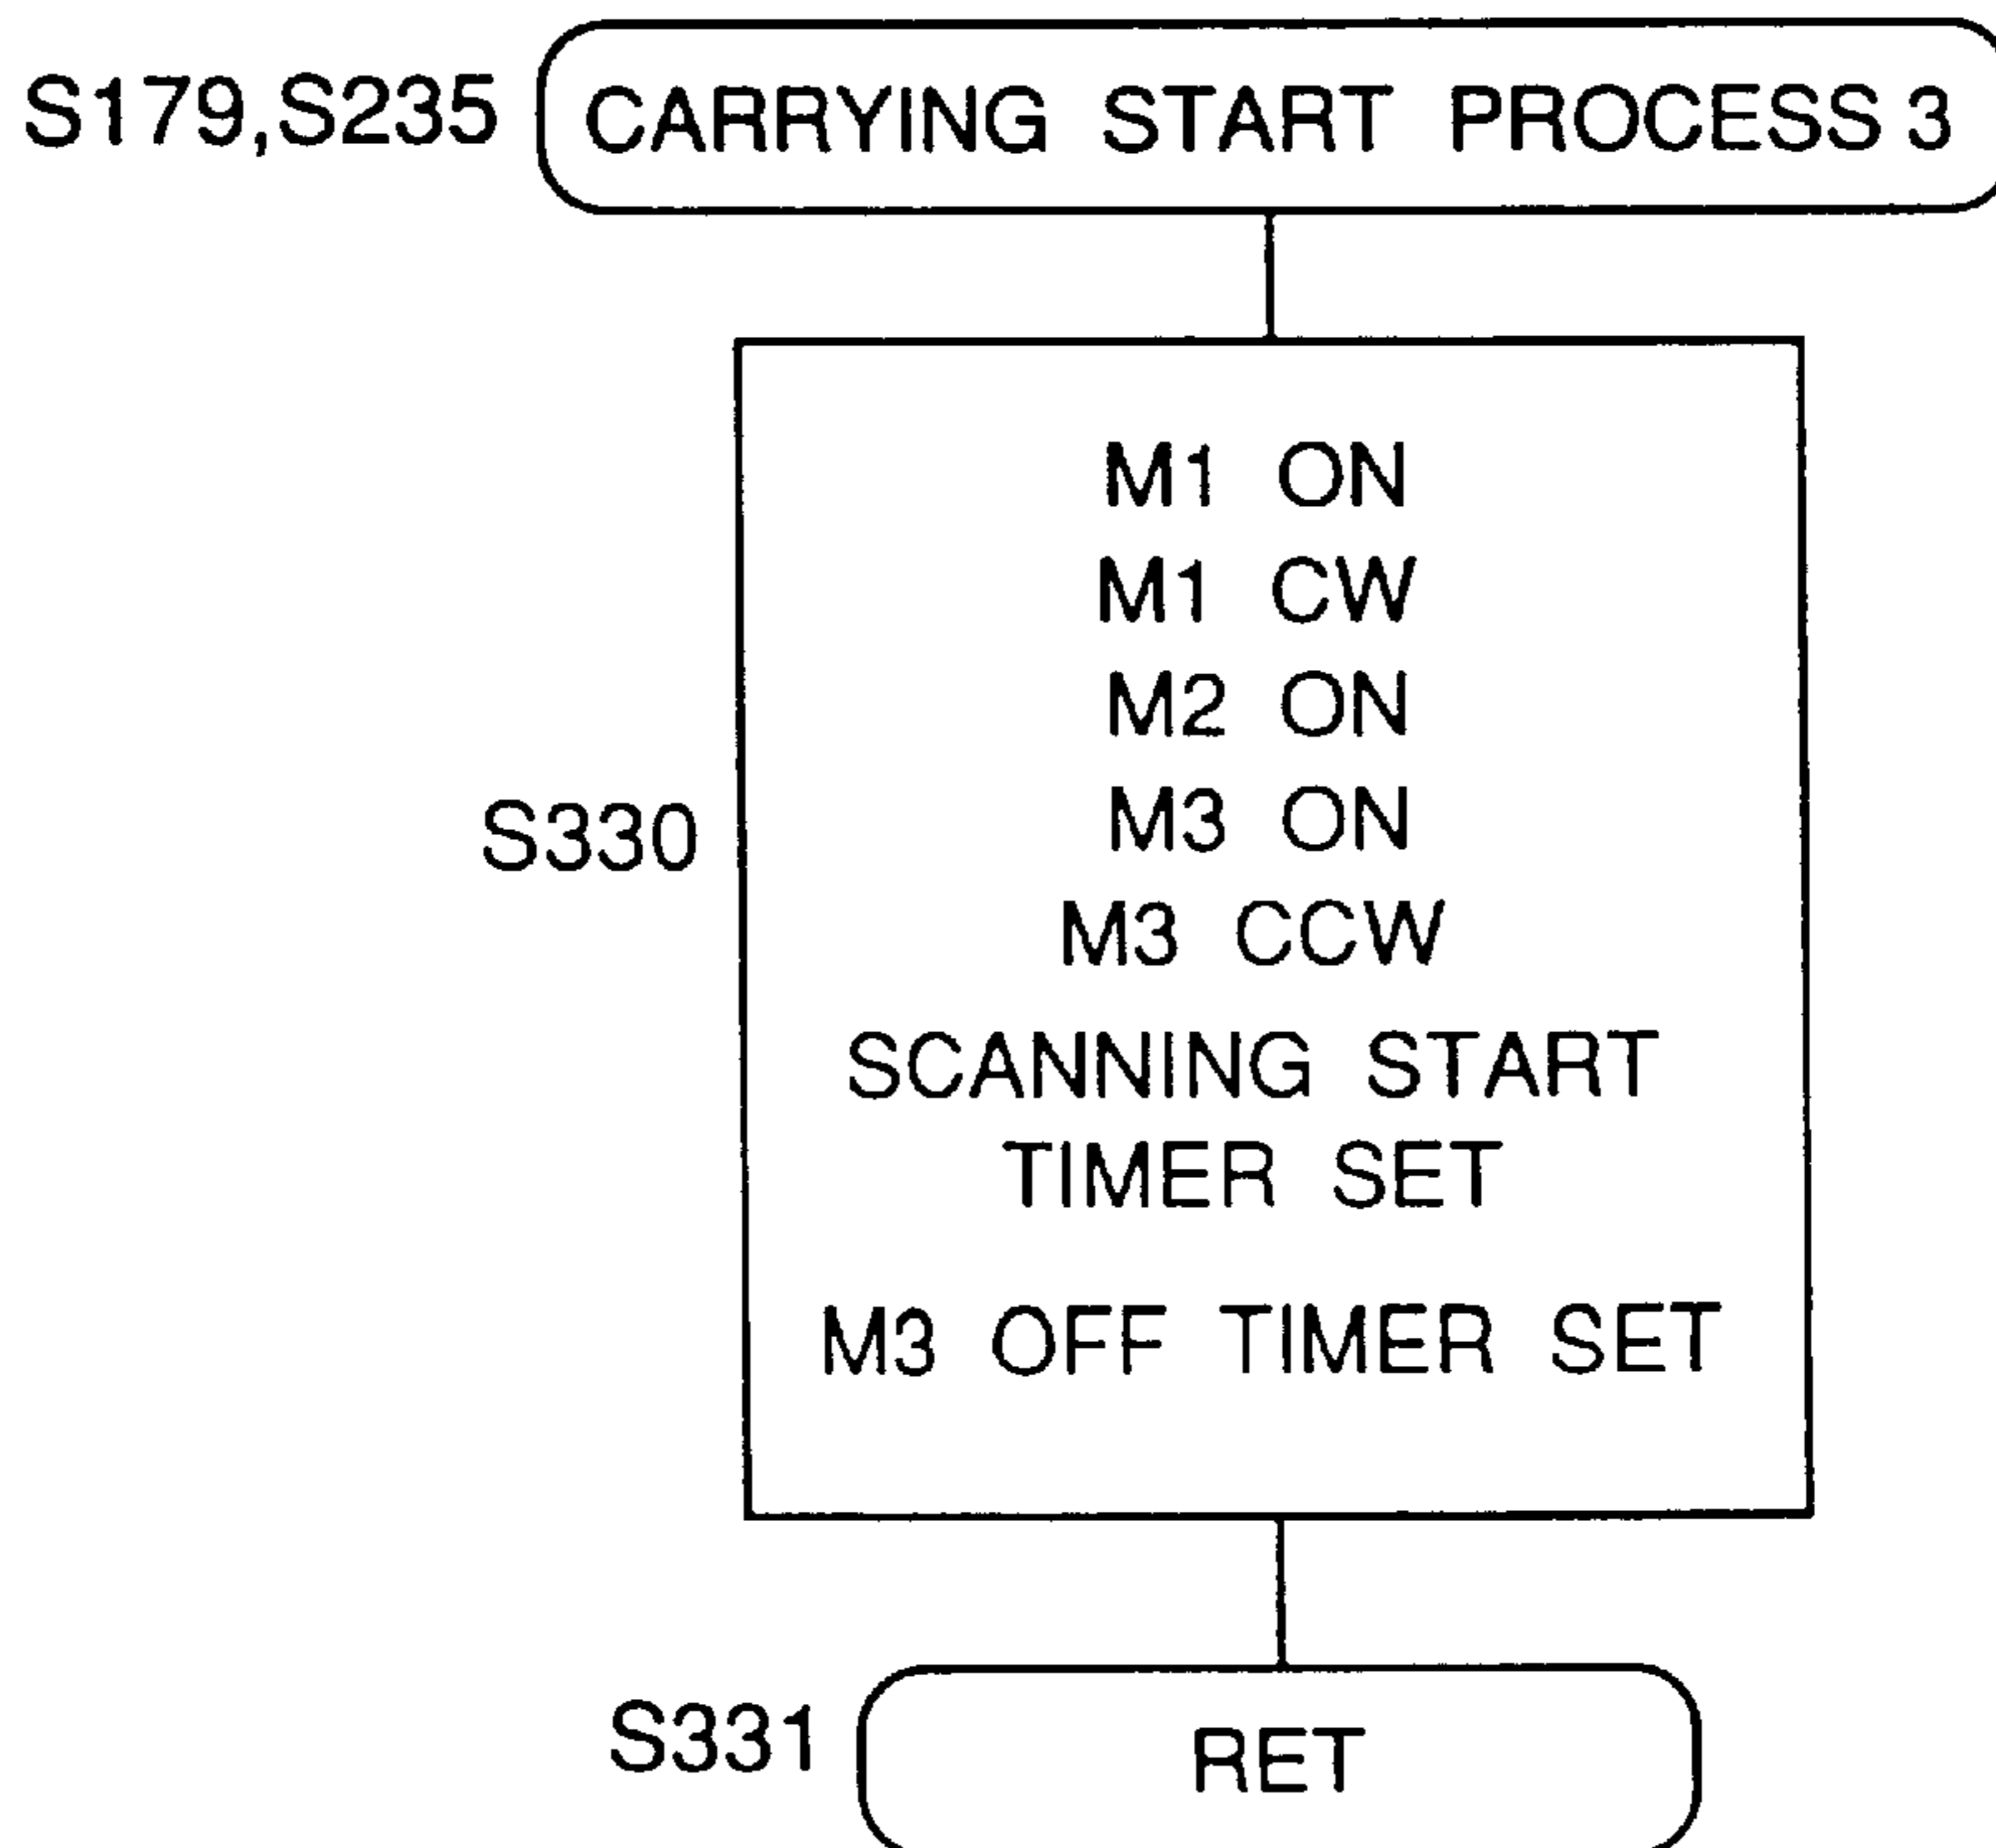 S179,S235 CARRYING START PROCESS 3
M1 ON
M1 CW
M2 ON
M3 ON
S330
M3 CCW
SCANNING START
TIMER SET
M3 OFF TIMER SET
S331 RET